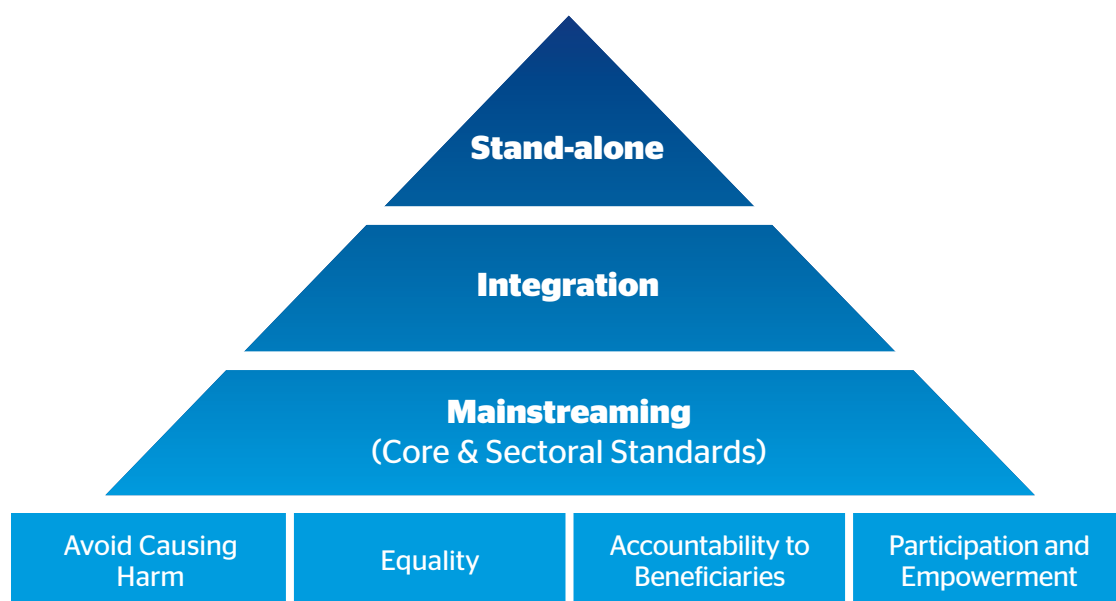 Stand-alone
Integration
Mainstreaming
(Core & Sectoral Standards)
Avoid Causing
Harm
Equality
Accountability to
Beneficiaries
Participation and
Empowerment